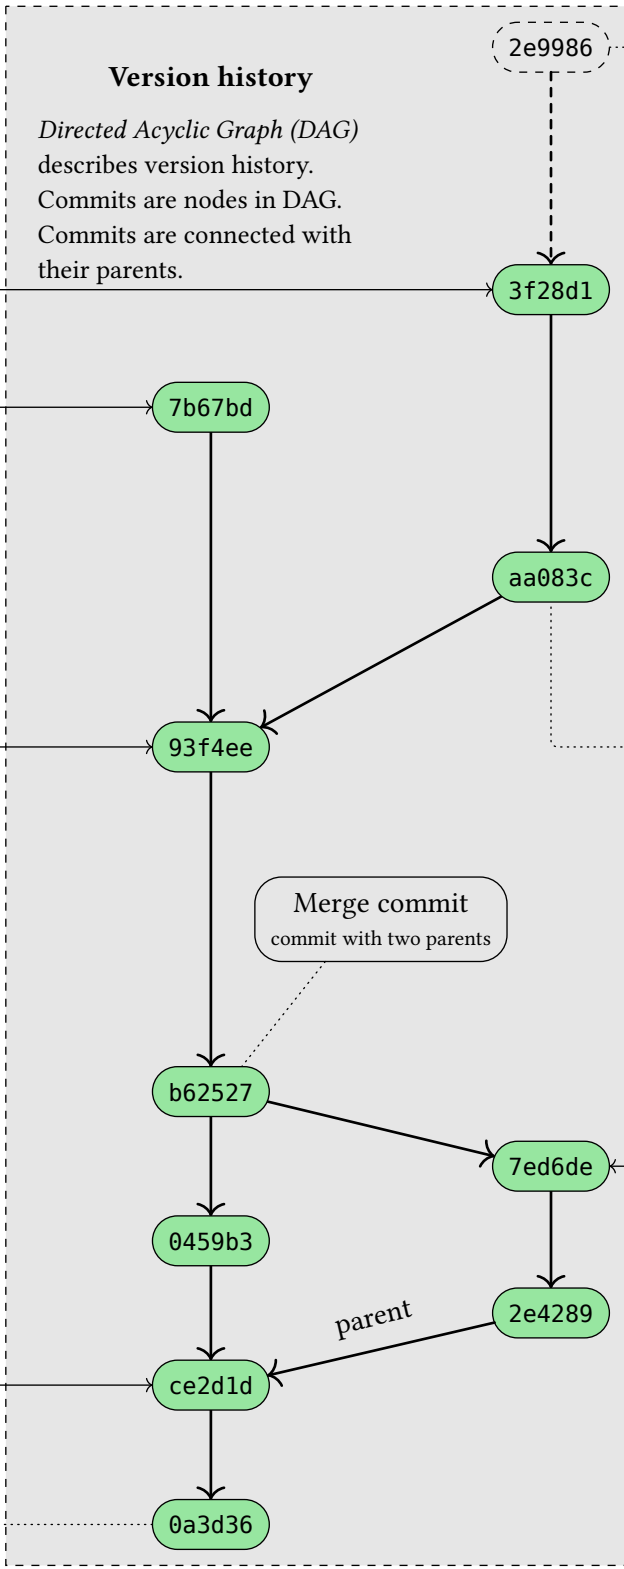 2e9986
Version history
Directed Acyclic Graph (DAG)
describes version history.
Commits are nodes in DAG.
Commits are connected with
their parents.
3f28d1
7b67bd
aa083c
93f4ee
Merge commit
commit with two parents
b62527
7ed6de
0459b3
parent
2e4289
ce2d1d
0a3d36